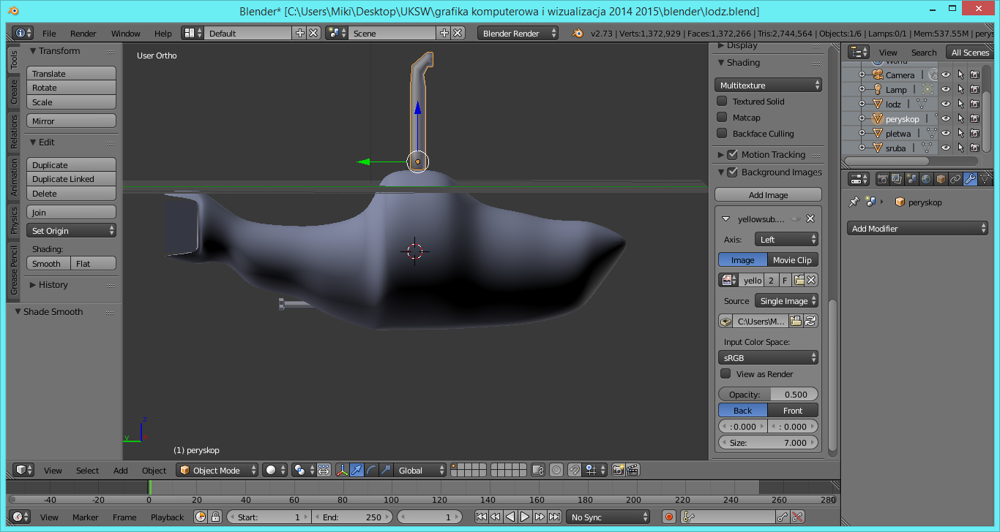 Blender* [C:\Users\Miki\Desktop\UKSW\grafika komputerowa i wizualizacja 2014 2015\blender\lodz.blend]
File Render Window Help Default Scene Blender Render v2.73 | Verts:1,372,929 | Faces:1,372,266 | Tris:2,744,564 | Objects:1/6 | Lamps:0/1 | Mem:537.55M | perys
Tools
Create
Relations
Animation
Physics
Grease Pencil
Transform
Translate
Rotate
Scale
Mirror
Edit
Duplicate
Duplicate Linked
Delete
Join
Set Origin
Shading:
Smooth Flat
History
Shade Smooth
User Ortho
z
y
x
(1) peryskop
Display
Shading
Multitexture
Textured Solid
Matcap
Backface Culling
Motion Tracking
Background Images
Add Image
yellowsub....
Axis: Left
Image Movie Clip
yello 2 F
Source Single Image
C:\Users\M...
Input Color Space:
sRGB
View as Render
Opacity: 0.500
Back Front
: 0.000 : 0.000
Size: 7.000
View Search All Scenes
World
Camera
Lamp
lodz
peryskop
pletwa
sruba
peryskop
Add Modifier
View Select Add Object Object Mode Global
-40 -20 0 20 40 60 80 100 120 140 160 180 200 220 240 260 280
View Marker Frame Playback Start: 1 End: 250 1 No Sync